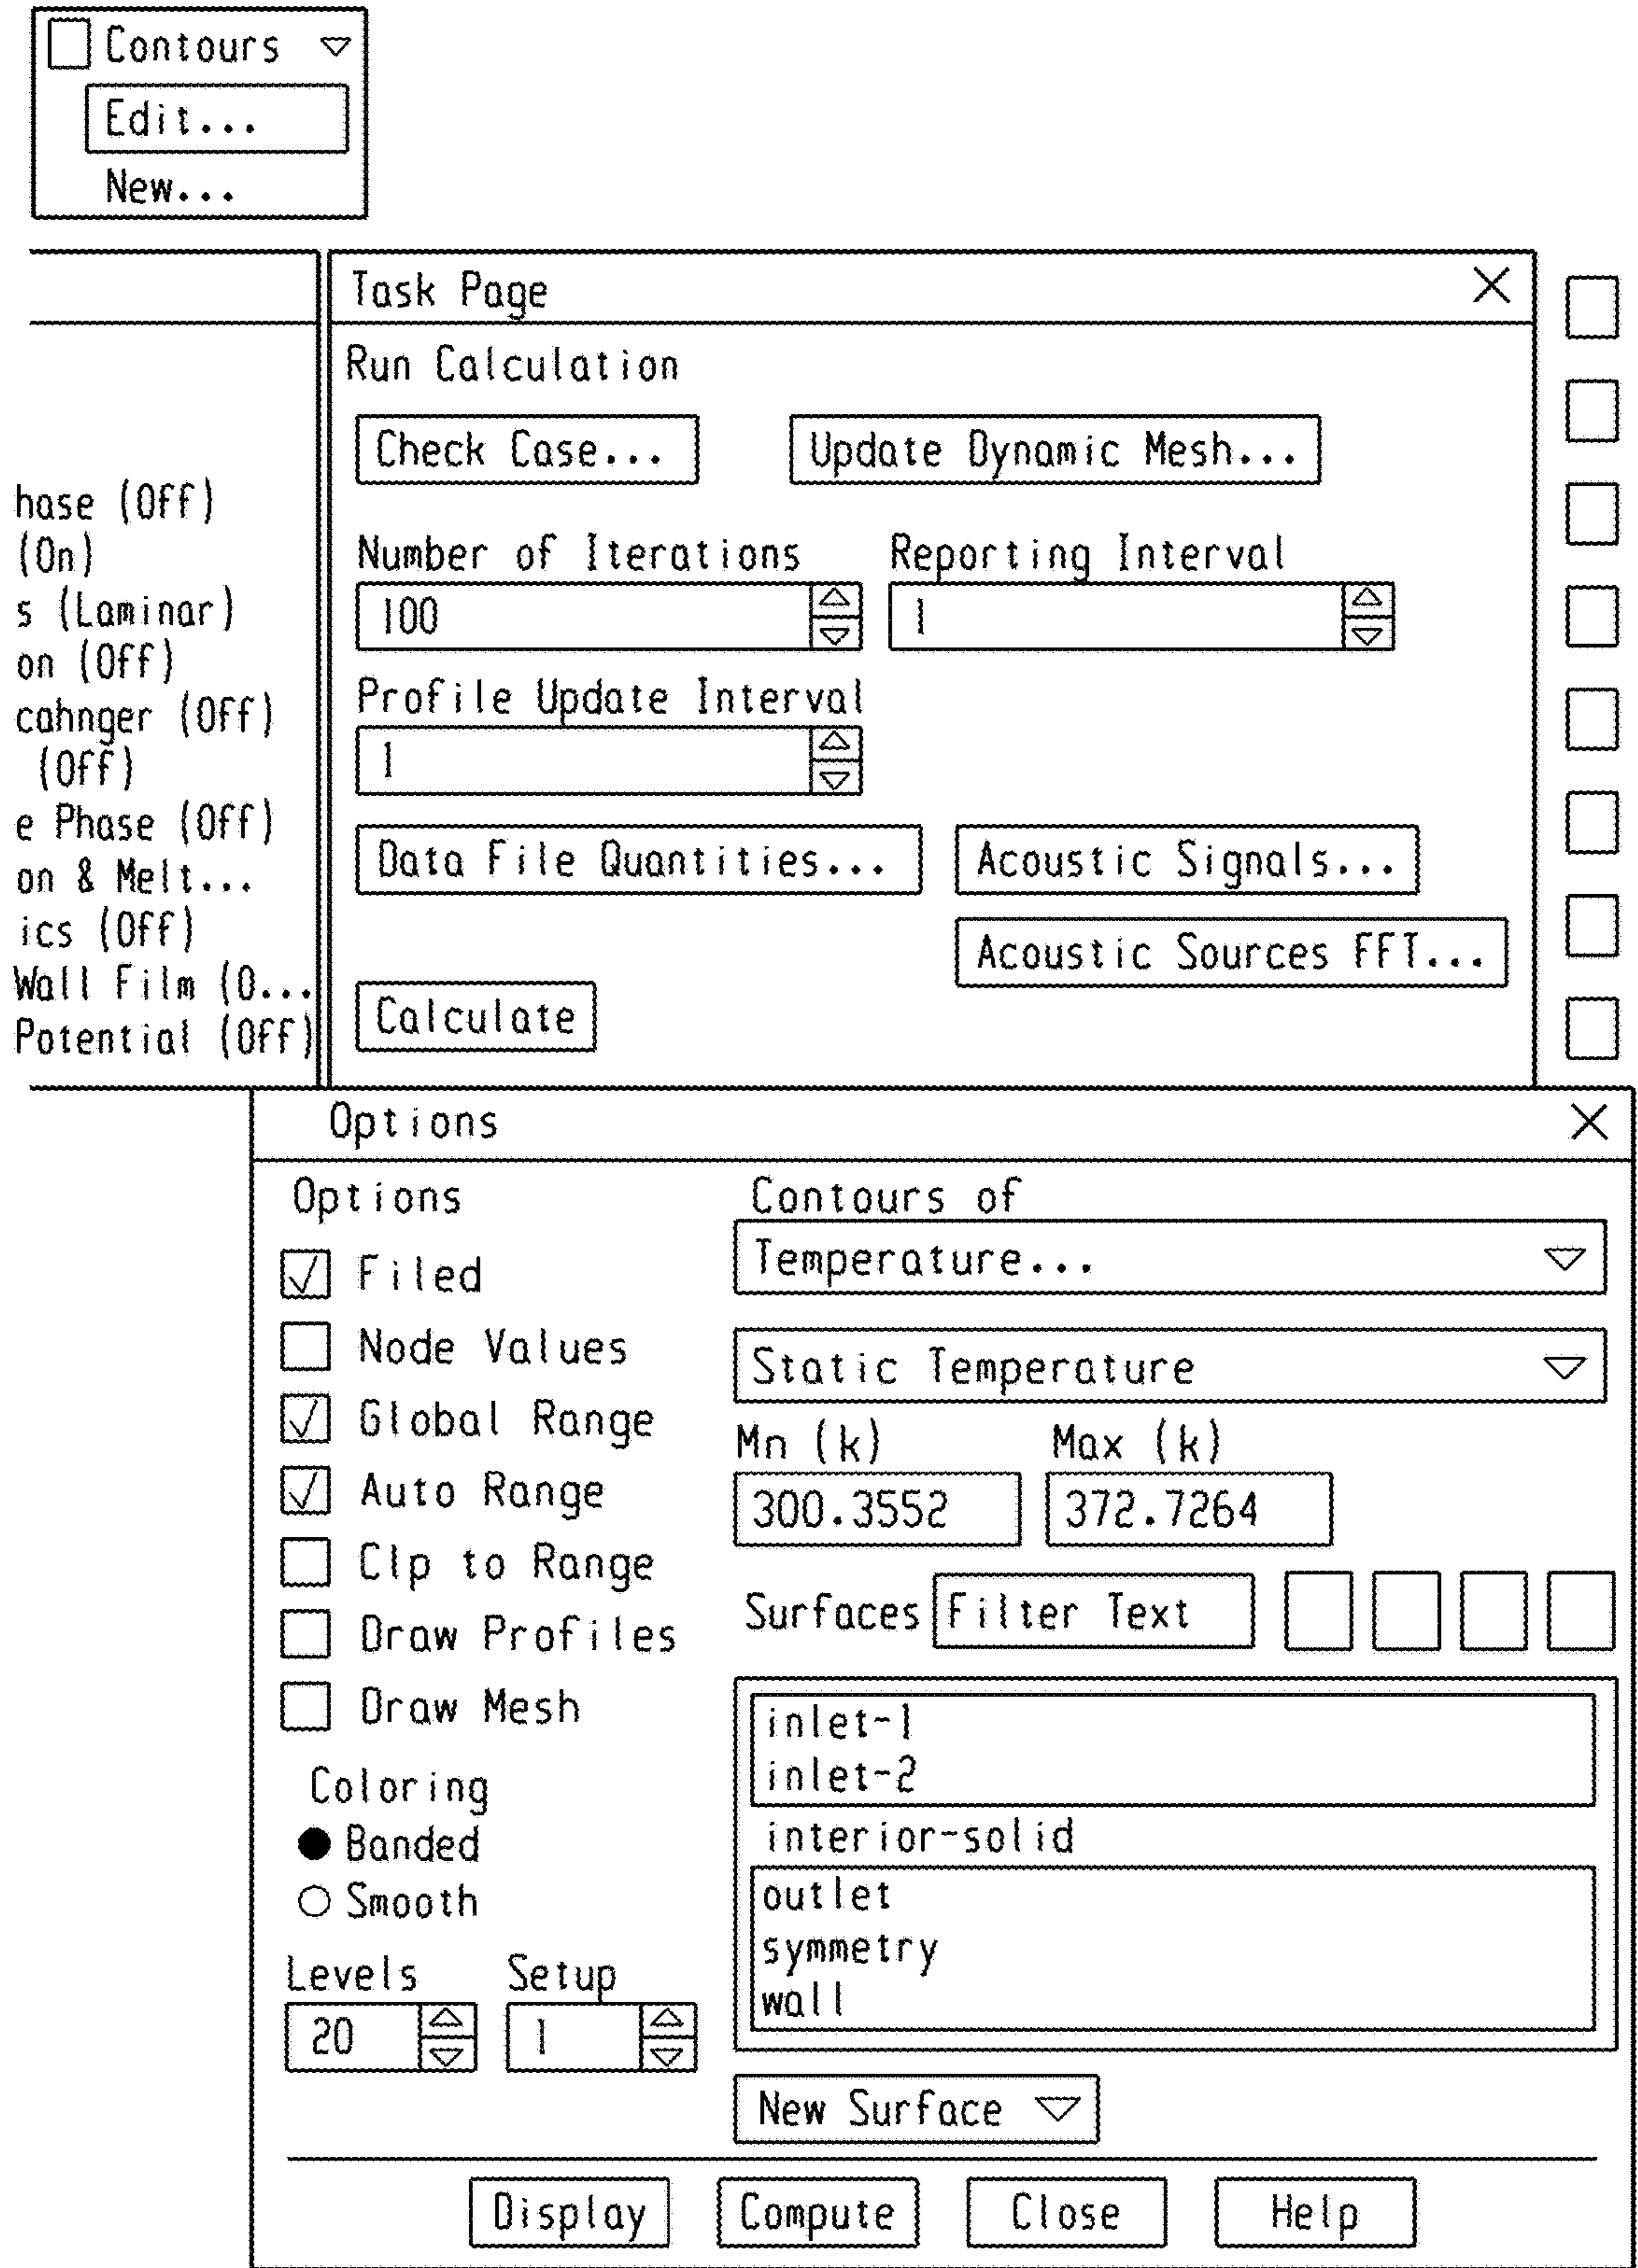 Contours
Edit...
New...
Task Page
Run Calculation
Check Case...
Update Dynamic Mesh...
hase (Off)
(On)
s (Laminar)
on (Off)
cahnger (Off)
(Off)
e Phase (Off)
on & Melt...
ics (Off)
Wall Film (O...
Potential (Off)
Number of Iterations
Reporting Interval
100
1
Profile Update Interval
1
Data File Quantities...
Acoustic Signals...
Acoustic Sources FFT...
Calculate
Options
Options
Filed
Node Values
Global Range
Auto Range
Clp to Range
Draw Profiles
Draw Mesh
Coloring
Banded
Smooth
Levels
Setup
20
1
Contours of
Temperature...
Static Temperature
Mn (k)
Max (k)
300.3552
372.7264
Surfaces
Filter Text
inlet-1
inlet-2
interior-solid
outlet
symmetry
wall
New Surface
Display
Compute
Close
Help